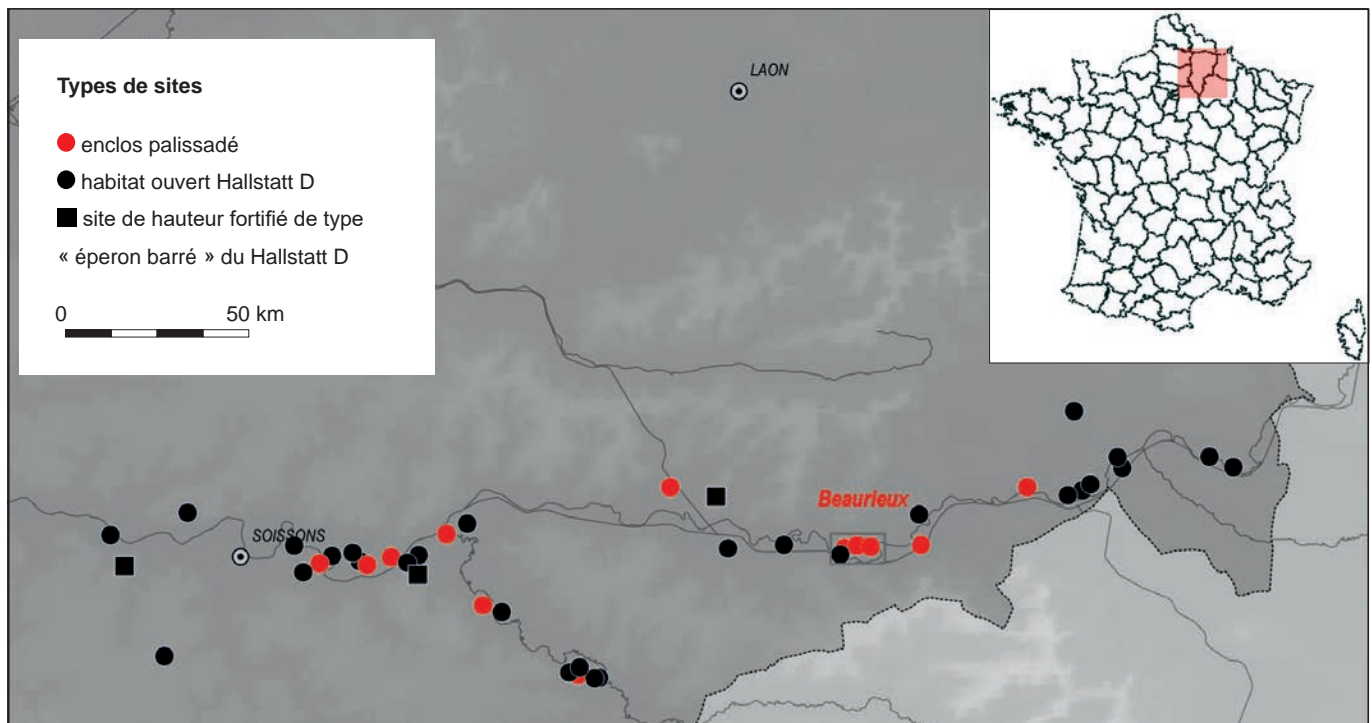 Types de sites
enclos palissadé
habitat ouvert Hallstatt D
site de hauteur fortifié de type
« éperon barré » du Hallstatt D
0 50 km
LAON
Beaurieux
SOISSONS